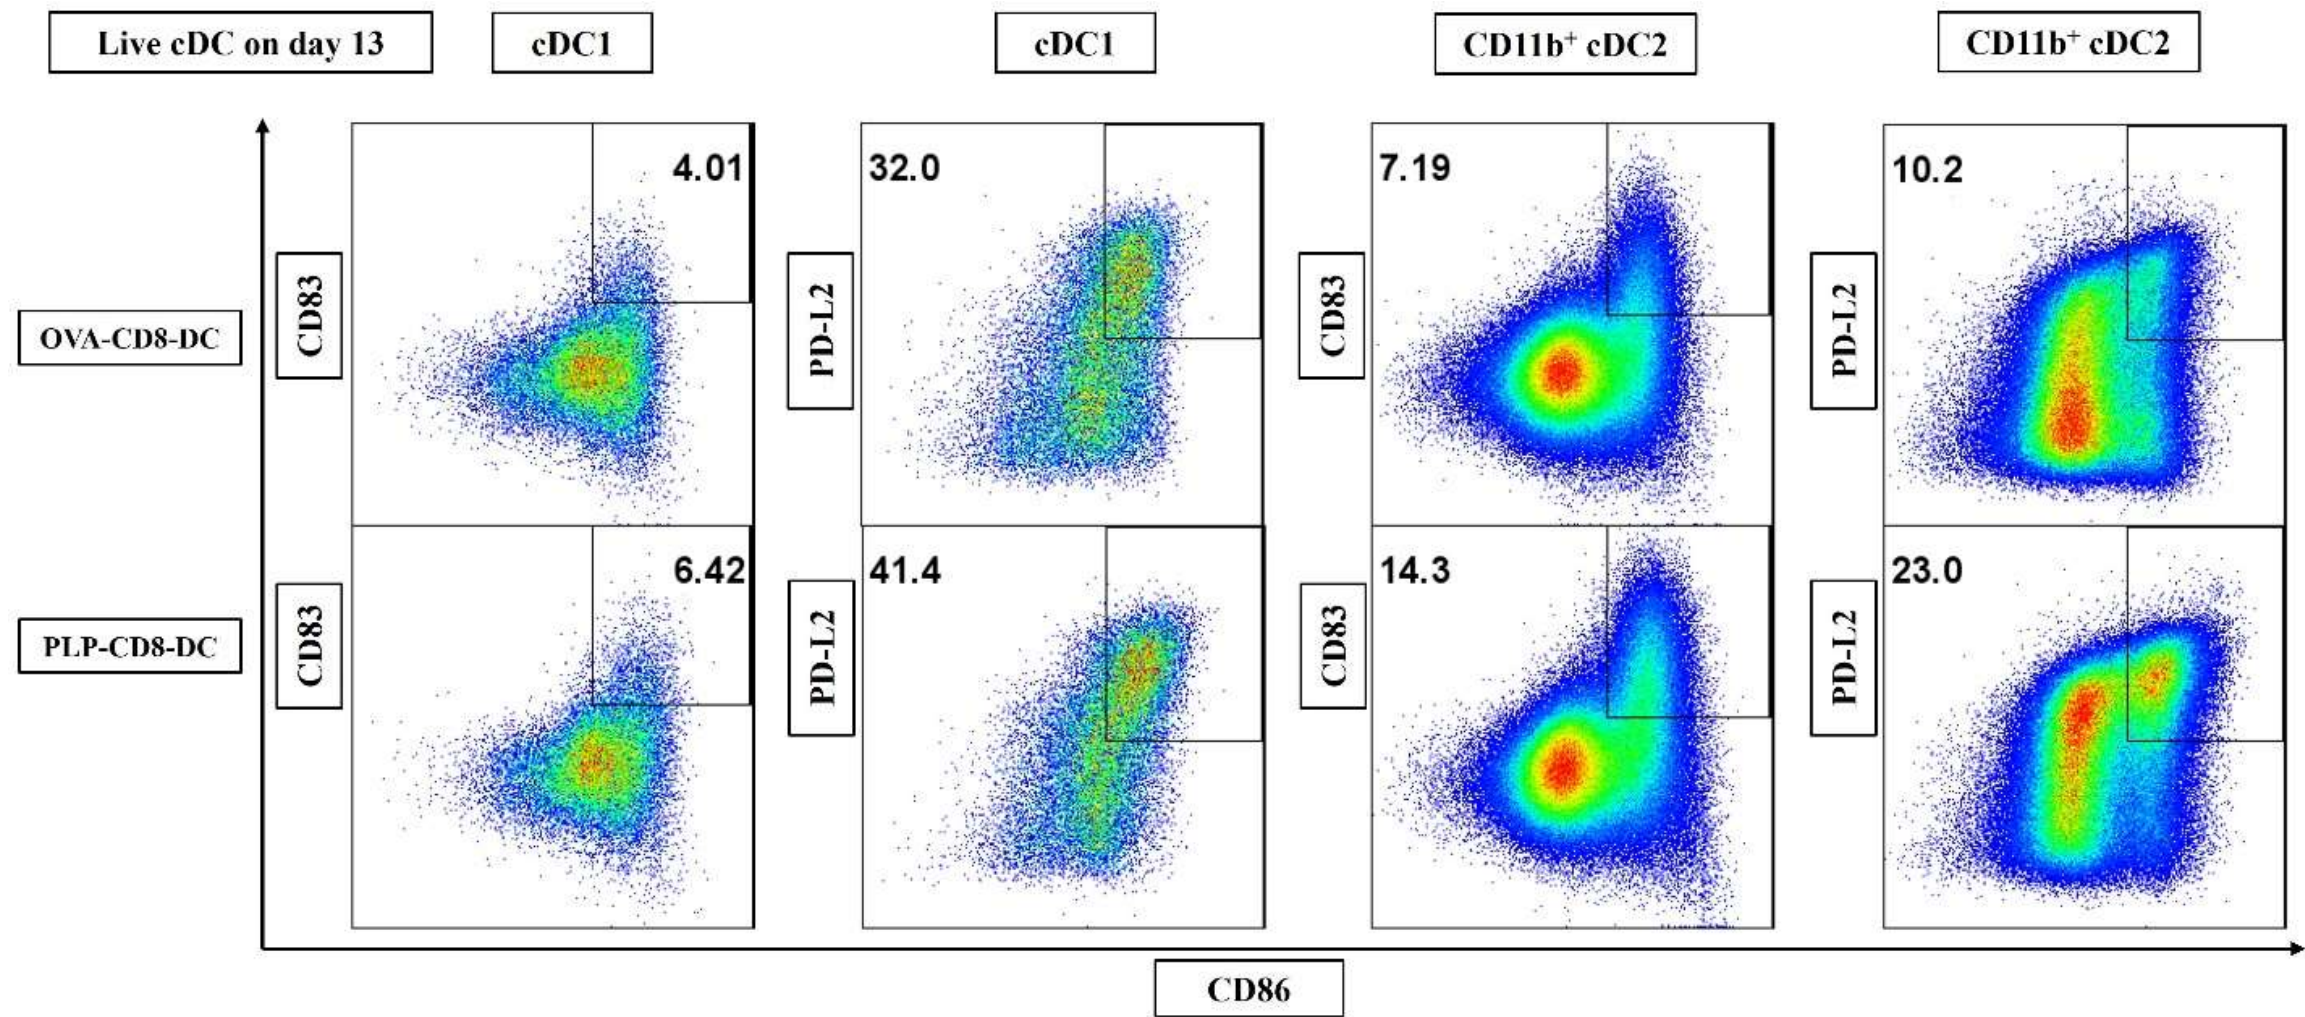 Live cDC on day 13
cDC1
cDC1
CD11b⁺ cDC2
CD11b⁺ cDC2
OVA-CD8-DC
CD83
4.01
PD-L2
32.0
CD83
7.19
PD-L2
10.2
PLP-CD8-DC
CD83
6.42
PD-L2
41.4
CD83
14.3
PD-L2
23.0
CD86